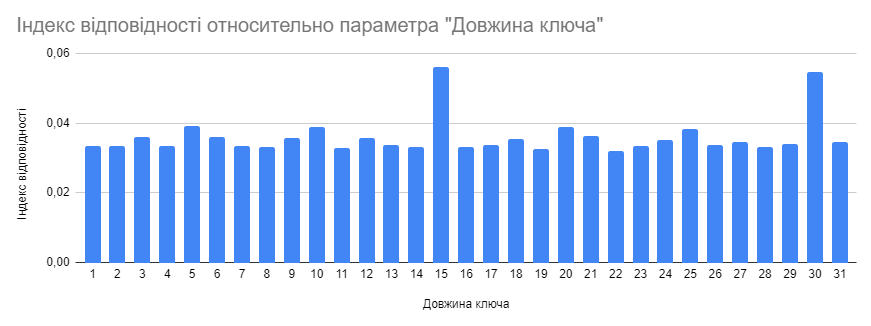 Індекс відповідності относительно параметра "Довжина ключа"
0,06
0,04
0,02
0,00
Індекс відповідності
1 2 3 4 5 6 7 8 9 10 11 12 13 14 15 16 17 18 19 20 21 22 23 24 25 26 27 28 29 30 31
Довжина ключа